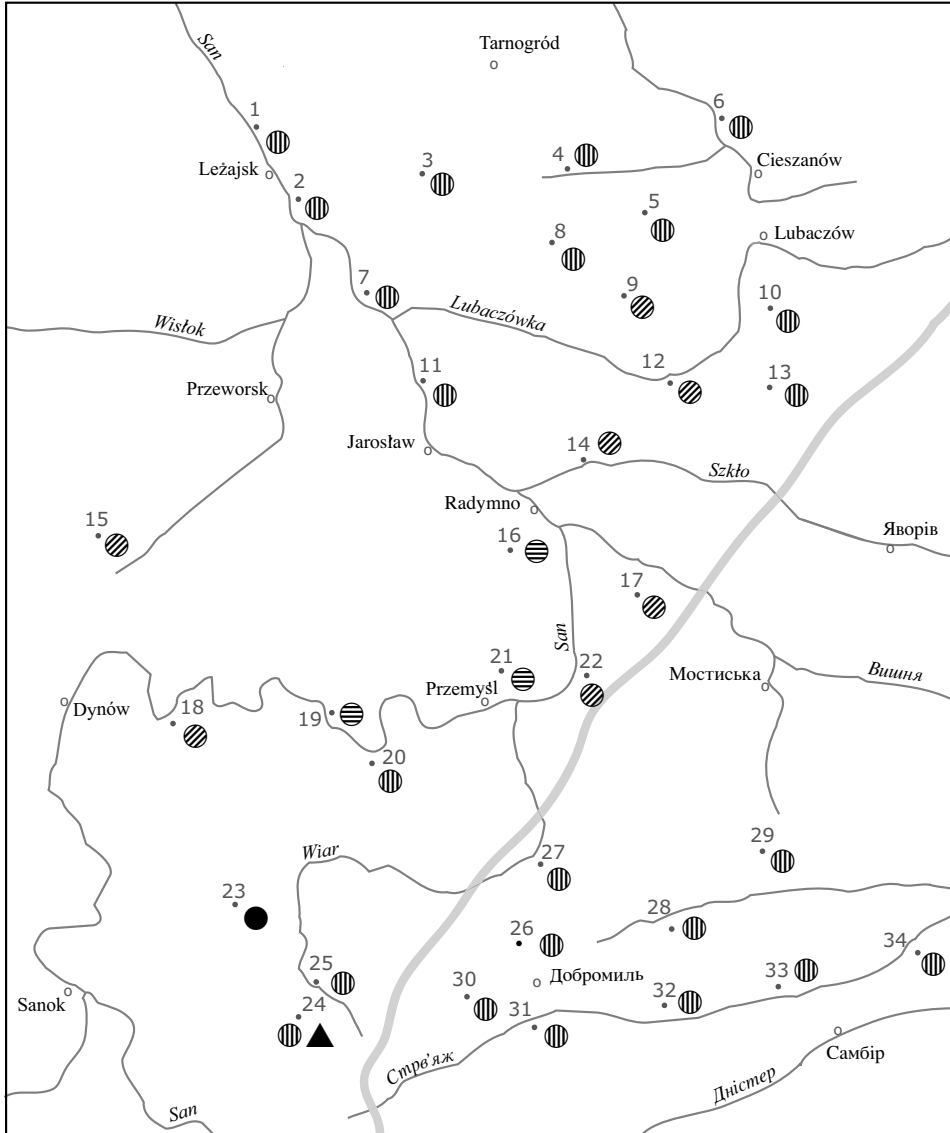 San
Tarnogród
1
6
4
3
Leżajsk
Cieszanów
2
5
8
Lubaczów
7
9
10
Lubaczówka
Wisłok
12
13
11
Przeworsk
14
Jarosław
Szkło
Radymno
15
Яворів
16
17
San
21
22
Мостиська
Вишня
Przemyśl
Dynów
18
19
20
29
Wiar
27
23
28
26
34
25
33
Добромиль
Sanok
30
32
24
31
Самбір
Стрв'яж
Дністер
San